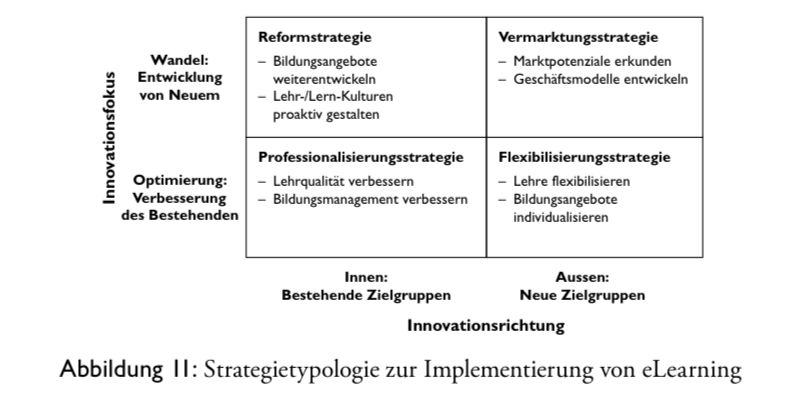 Innovationsfokus
Wandel:
Entwicklung
von Neuem
Reformstrategie
– Bildungsangebote
weiterentwickeln
– Lehr-/Lern-Kulturen
proaktiv gestalten
Vermarktungsstrategie
– Marktpotenziale erkunden
– Geschäftsmodelle entwickeln
Optimierung:
Verbesserung
des Bestehenden
Professionalisierungsstrategie
– Lehrqualität verbessern
– Bildungsmanagement verbessern
Flexibilisierungsstrategie
– Lehre flexibilisieren
– Bildungsangebote
individualisieren
Innen:
Bestehende Zielgruppen
Aussen:
Neue Zielgruppen
Innovationsrichtung
Abbildung 11: Strategietypologie zur Implementierung von eLearning